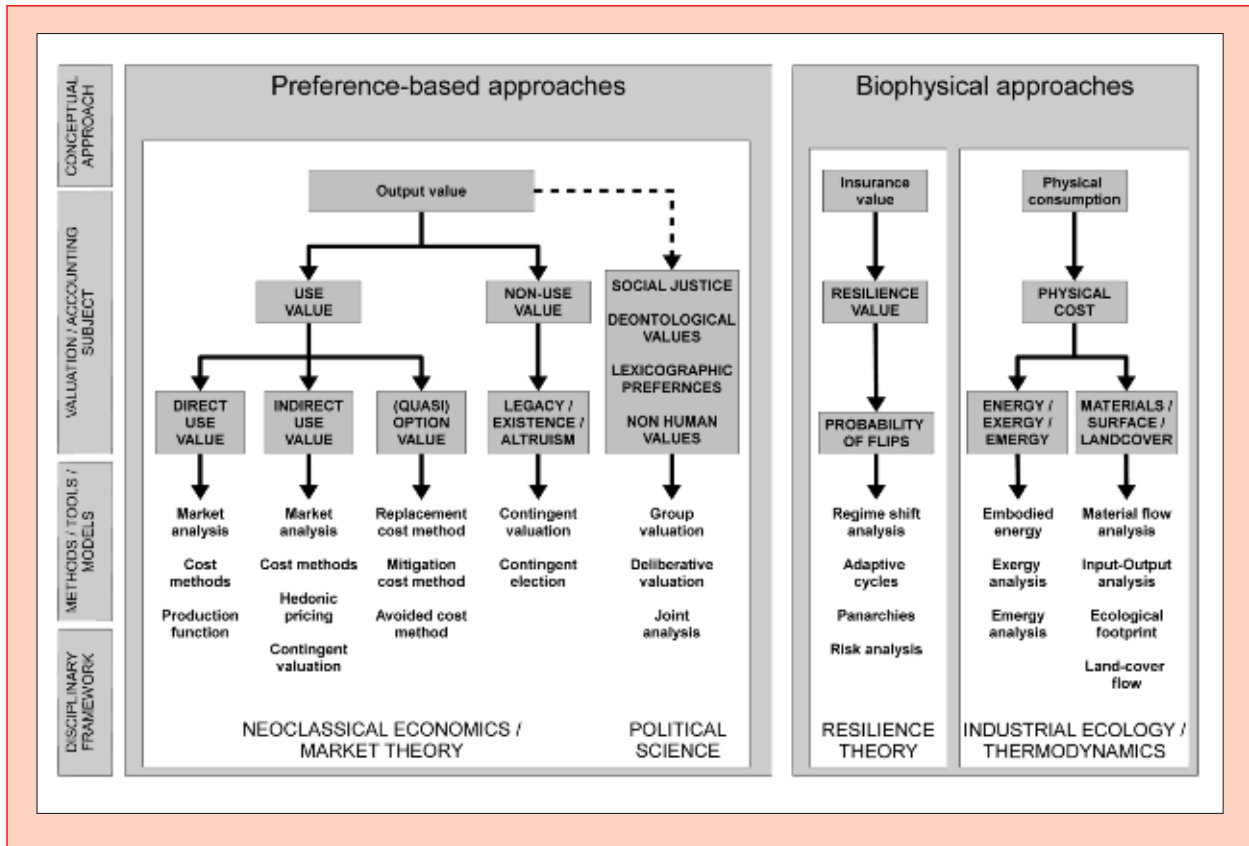 CONCEPTUAL
APPROACH
VALUATION / ACCOUNTING
SUBJECT
METHODS / TOOLS /
MODELS
DISCIPLINARY
FRAMEWORK
Preference-based approaches
Output value
USE
VALUE
NON-USE
VALUE
SOCIAL JUSTICE
DEONTOLOGICAL
VALUES
LEXICOGRAPHIC
PREFERNCES
NON HUMAN
VALUES
DIRECT
USE
VALUE
INDIRECT
USE
VALUE
(QUASI)
OPTION
VALUE
LEGACY /
EXISTENCE /
ALTRUISM
Market
analysis
Cost
methods
Production
function
Market
analysis
Cost methods
Hedonic
pricing
Contingent
valuation
Replacement
cost method
Mitigation
cost method
Avoided cost
method
Contingent
valuation
Contingent
election
Group
valuation
Deliberative
valuation
Joint
analysis
NEOCLASSICAL ECONOMICS /
MARKET THEORY
POLITICAL
SCIENCE
Biophysical approaches
Insurance
value
RESILIENCE
VALUE
PROBABILITY
OF FLIPS
Regime shift
analysis
Adaptive
cycles
Panarchies
Risk analysis
RESILIENCE
THEORY
Physical
consumption
PHYSICAL
COST
ENERGY /
EXERGY /
EMERGY
MATERIALS /
SURFACE /
LANDCOVER
Embodied
energy
Exergy
analysis
Emergy
analysis
Material flow
analysis
Input-Output
analysis
Ecological
footprint
Land-cover
flow
INDUSTRIAL ECOLOGY /
THERMODYNAMICS